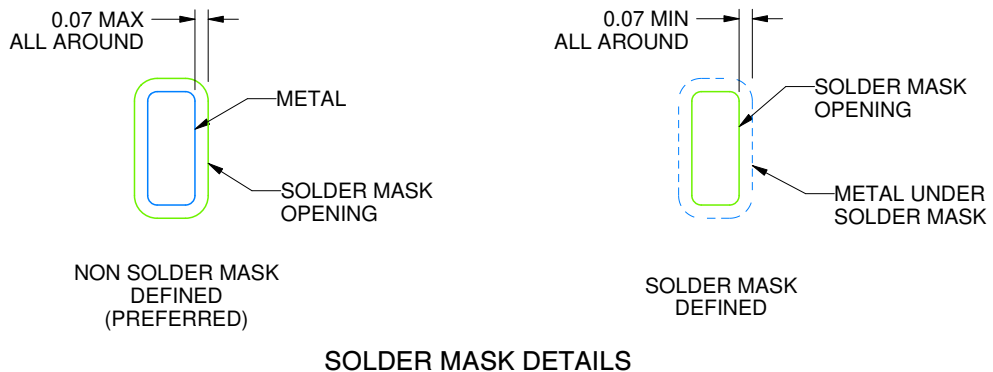 0.07 MAX
ALL AROUND
METAL
SOLDER MASK
OPENING
NON SOLDER MASK
DEFINED
(PREFERRED)
0.07 MIN
ALL AROUND
SOLDER MASK
OPENING
METAL UNDER
SOLDER MASK
SOLDER MASK
DEFINED
SOLDER MASK DETAILS